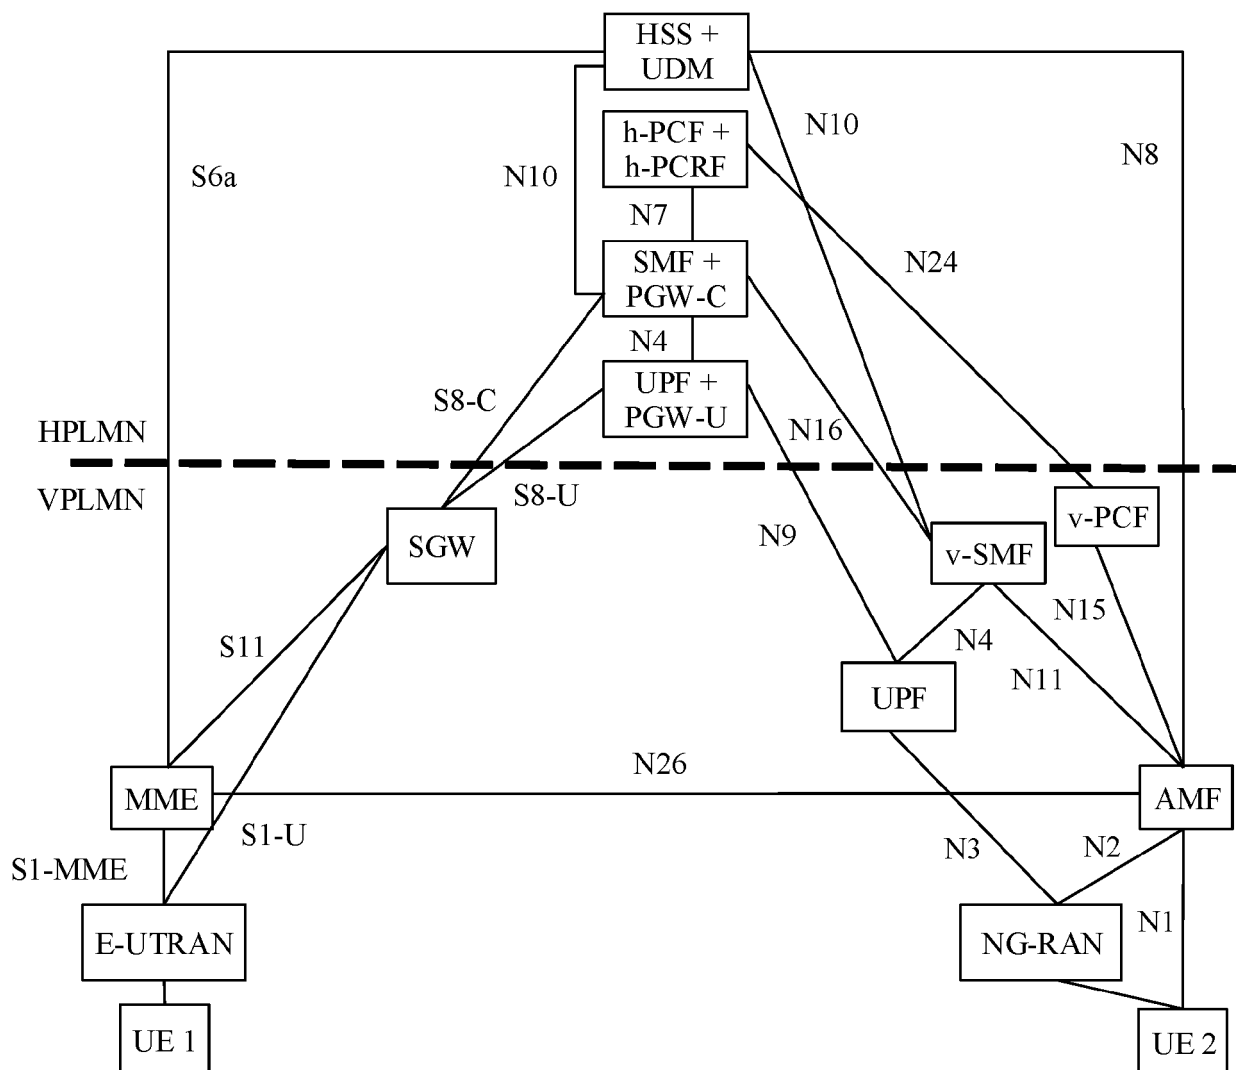 HSS +
UDM
h-PCF +
h-PCRF
N10
N8
S6a
N10
N7
N24
SMF +
PGW-C
N4
UPF +
PGW-U
S8-C
HPLMN
N16
VPLMN
S8-U
v-PCF
SGW
N9
v-SMF
N15
S11
N4
N11
UPF
N26
MME
AMF
S1-U
N3
N2
S1-MME
N1
E-UTRAN
NG-RAN
UE 1
UE 2